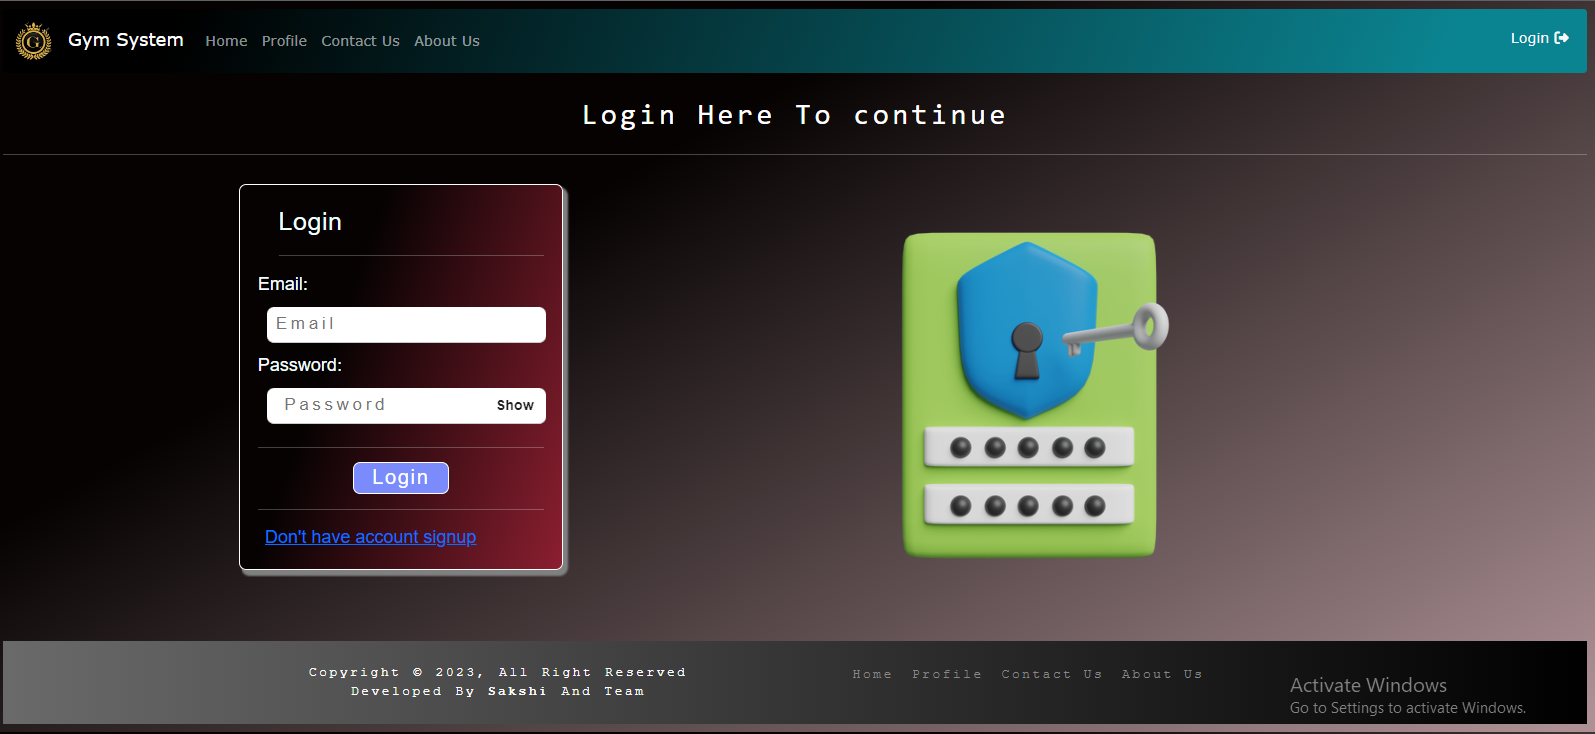 G
Gym System Home Profile Contact Us About Us Login
Login Here To continue
Login
Email:
Email
Password:
Password Show
Login
Don't have account signup
Copyright © 2023, All Right Reserved
Developed By Sakshi And Team
Home Profile Contact Us About Us
Activate Windows
Go to Settings to activate Windows.